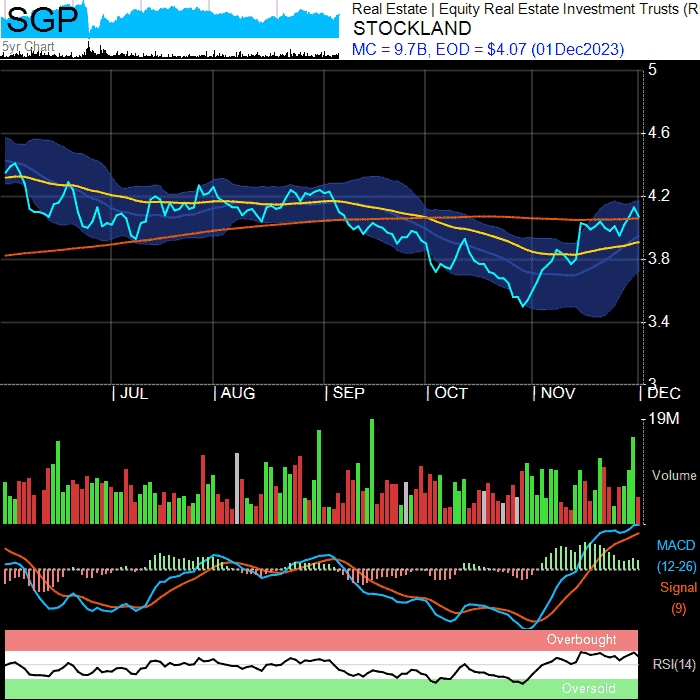 SGP
5yr Chart
Real Estate | Equity Real Estate Investment Trusts (R
STOCKLAND
MC = 9.7B, EOD = $4.07 (01Dec2023)
5
4.6
4.2
3.8
3.4
3
JUL
AUG
SEP
OCT
NOV
DEC
19M
Volume
MACD
(12-26)
Signal
(9)
Overbought
RSI(14)
Oversold